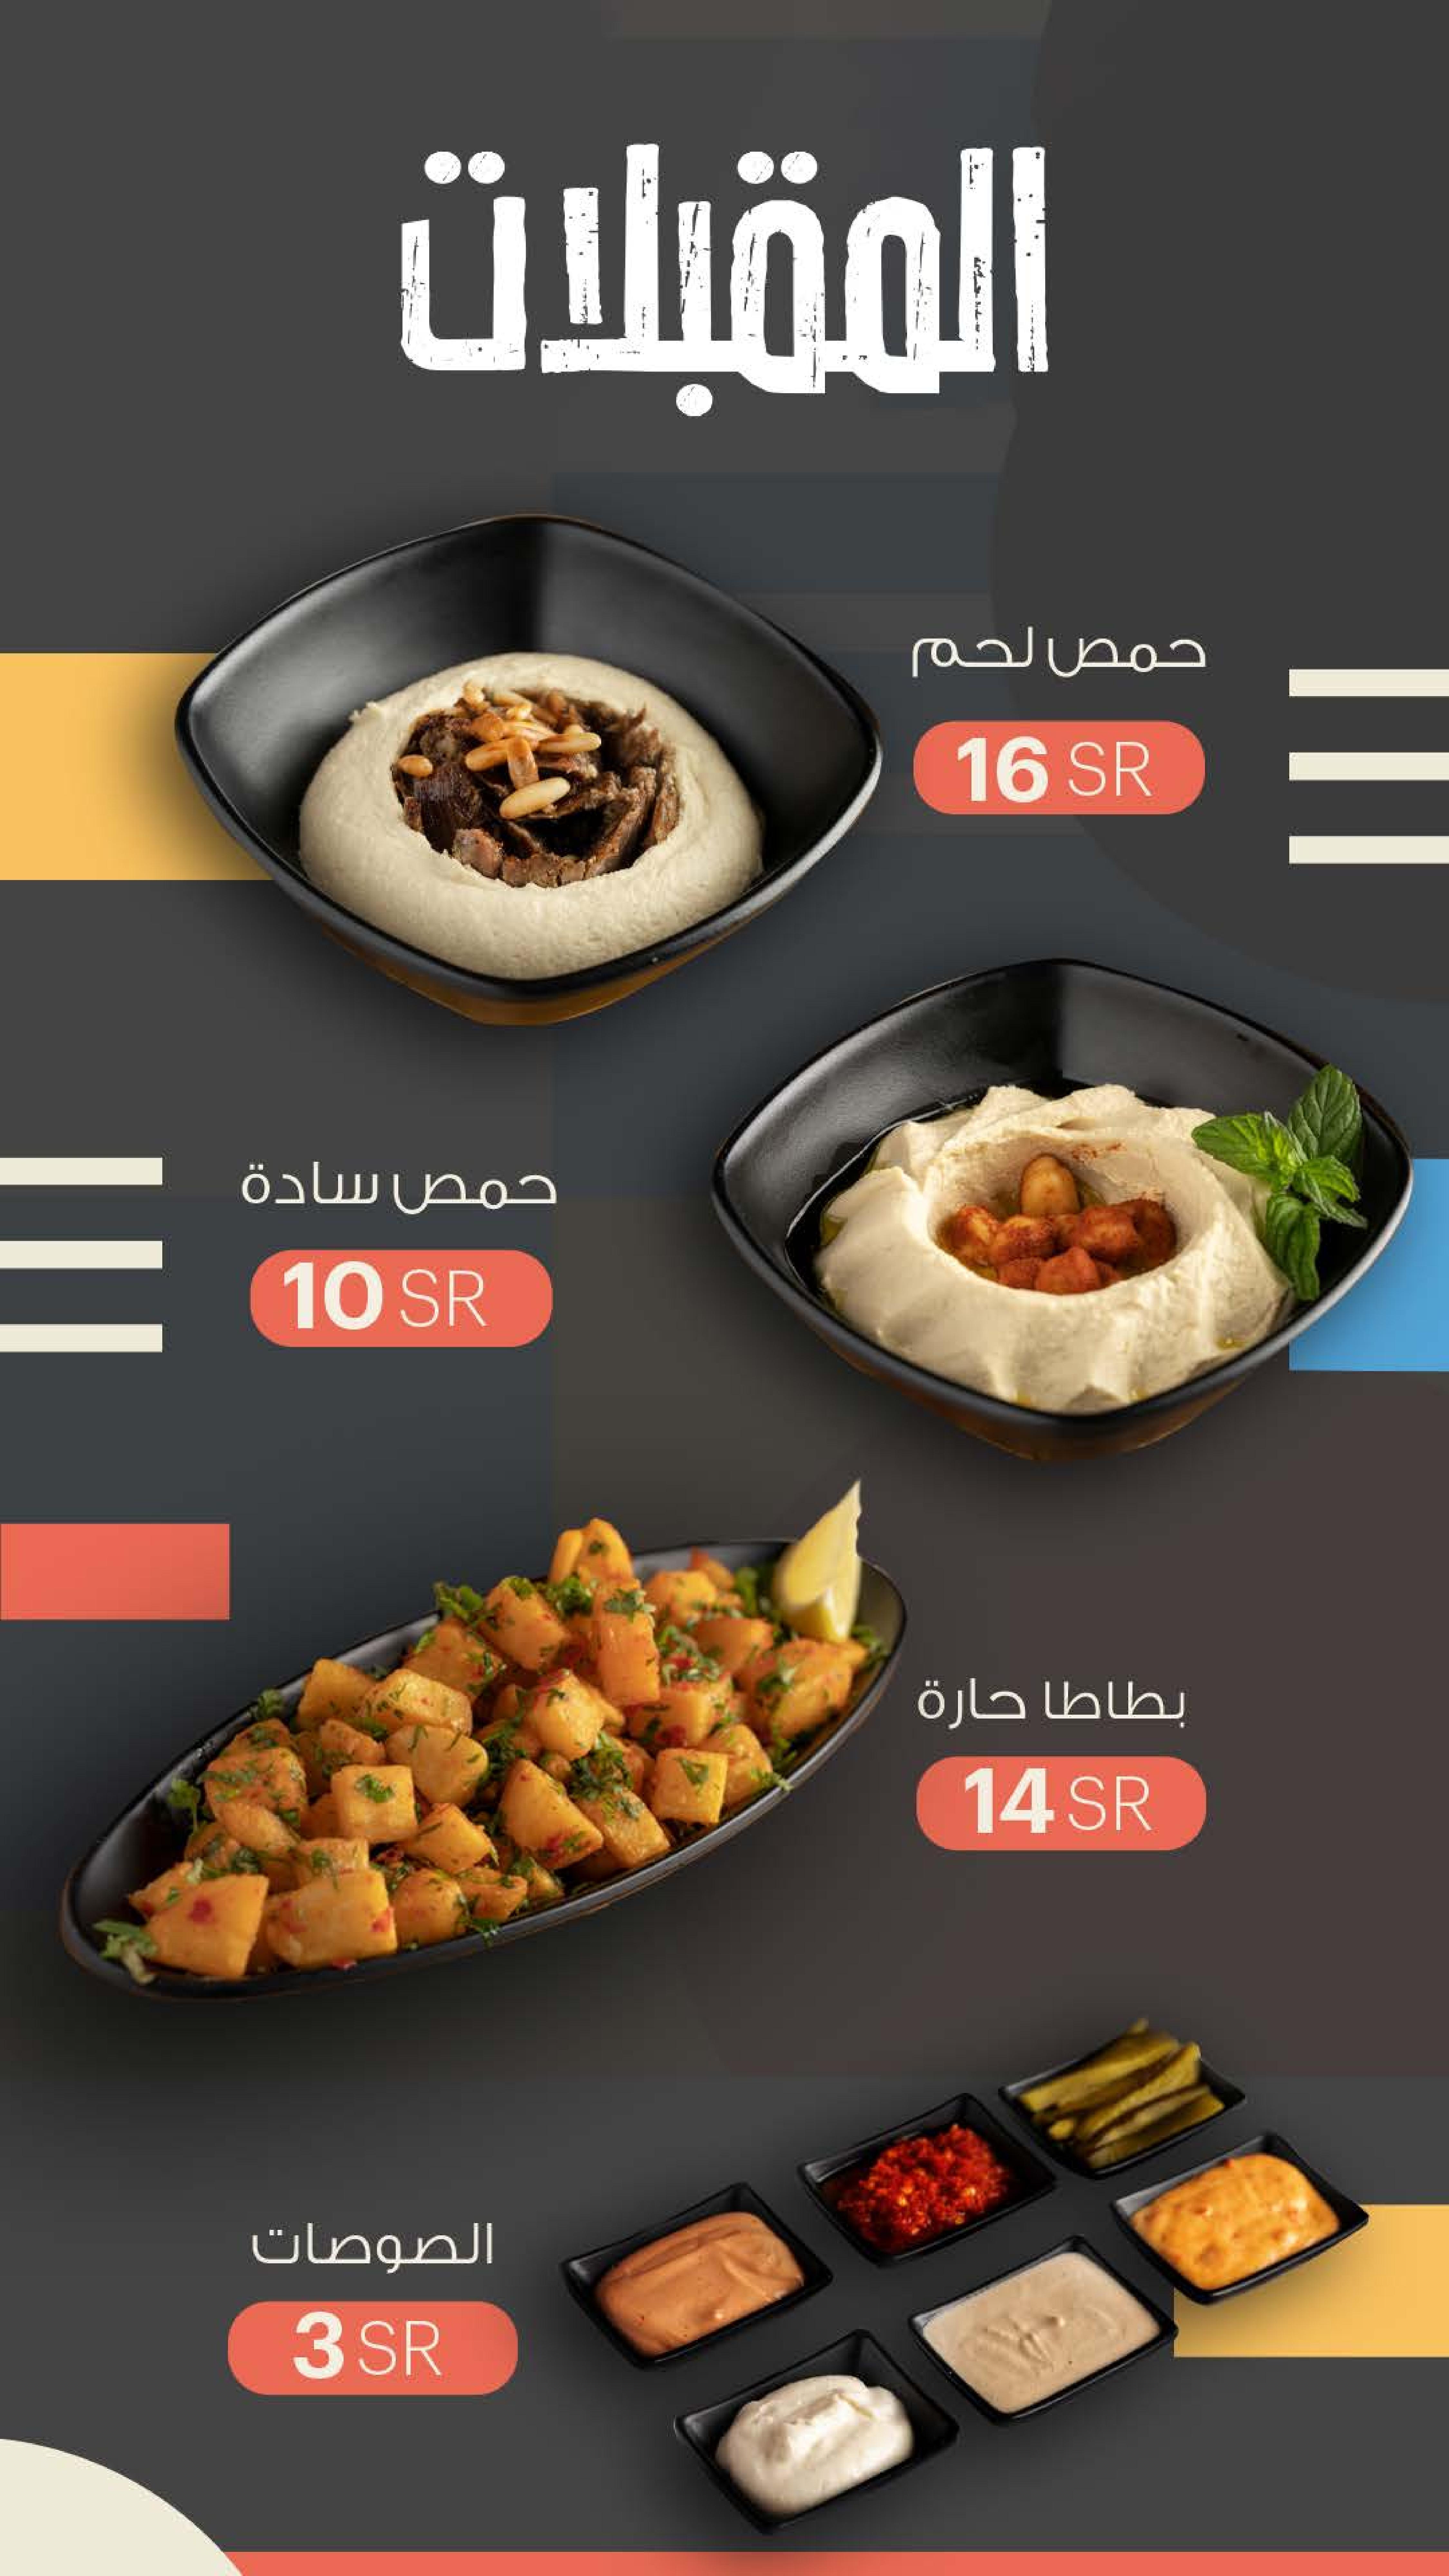 المقبلات
حمص لحم
16 SR
حمص سادة
10 SR
بطاطا حارة
14 SR
الصوصات
3 SR